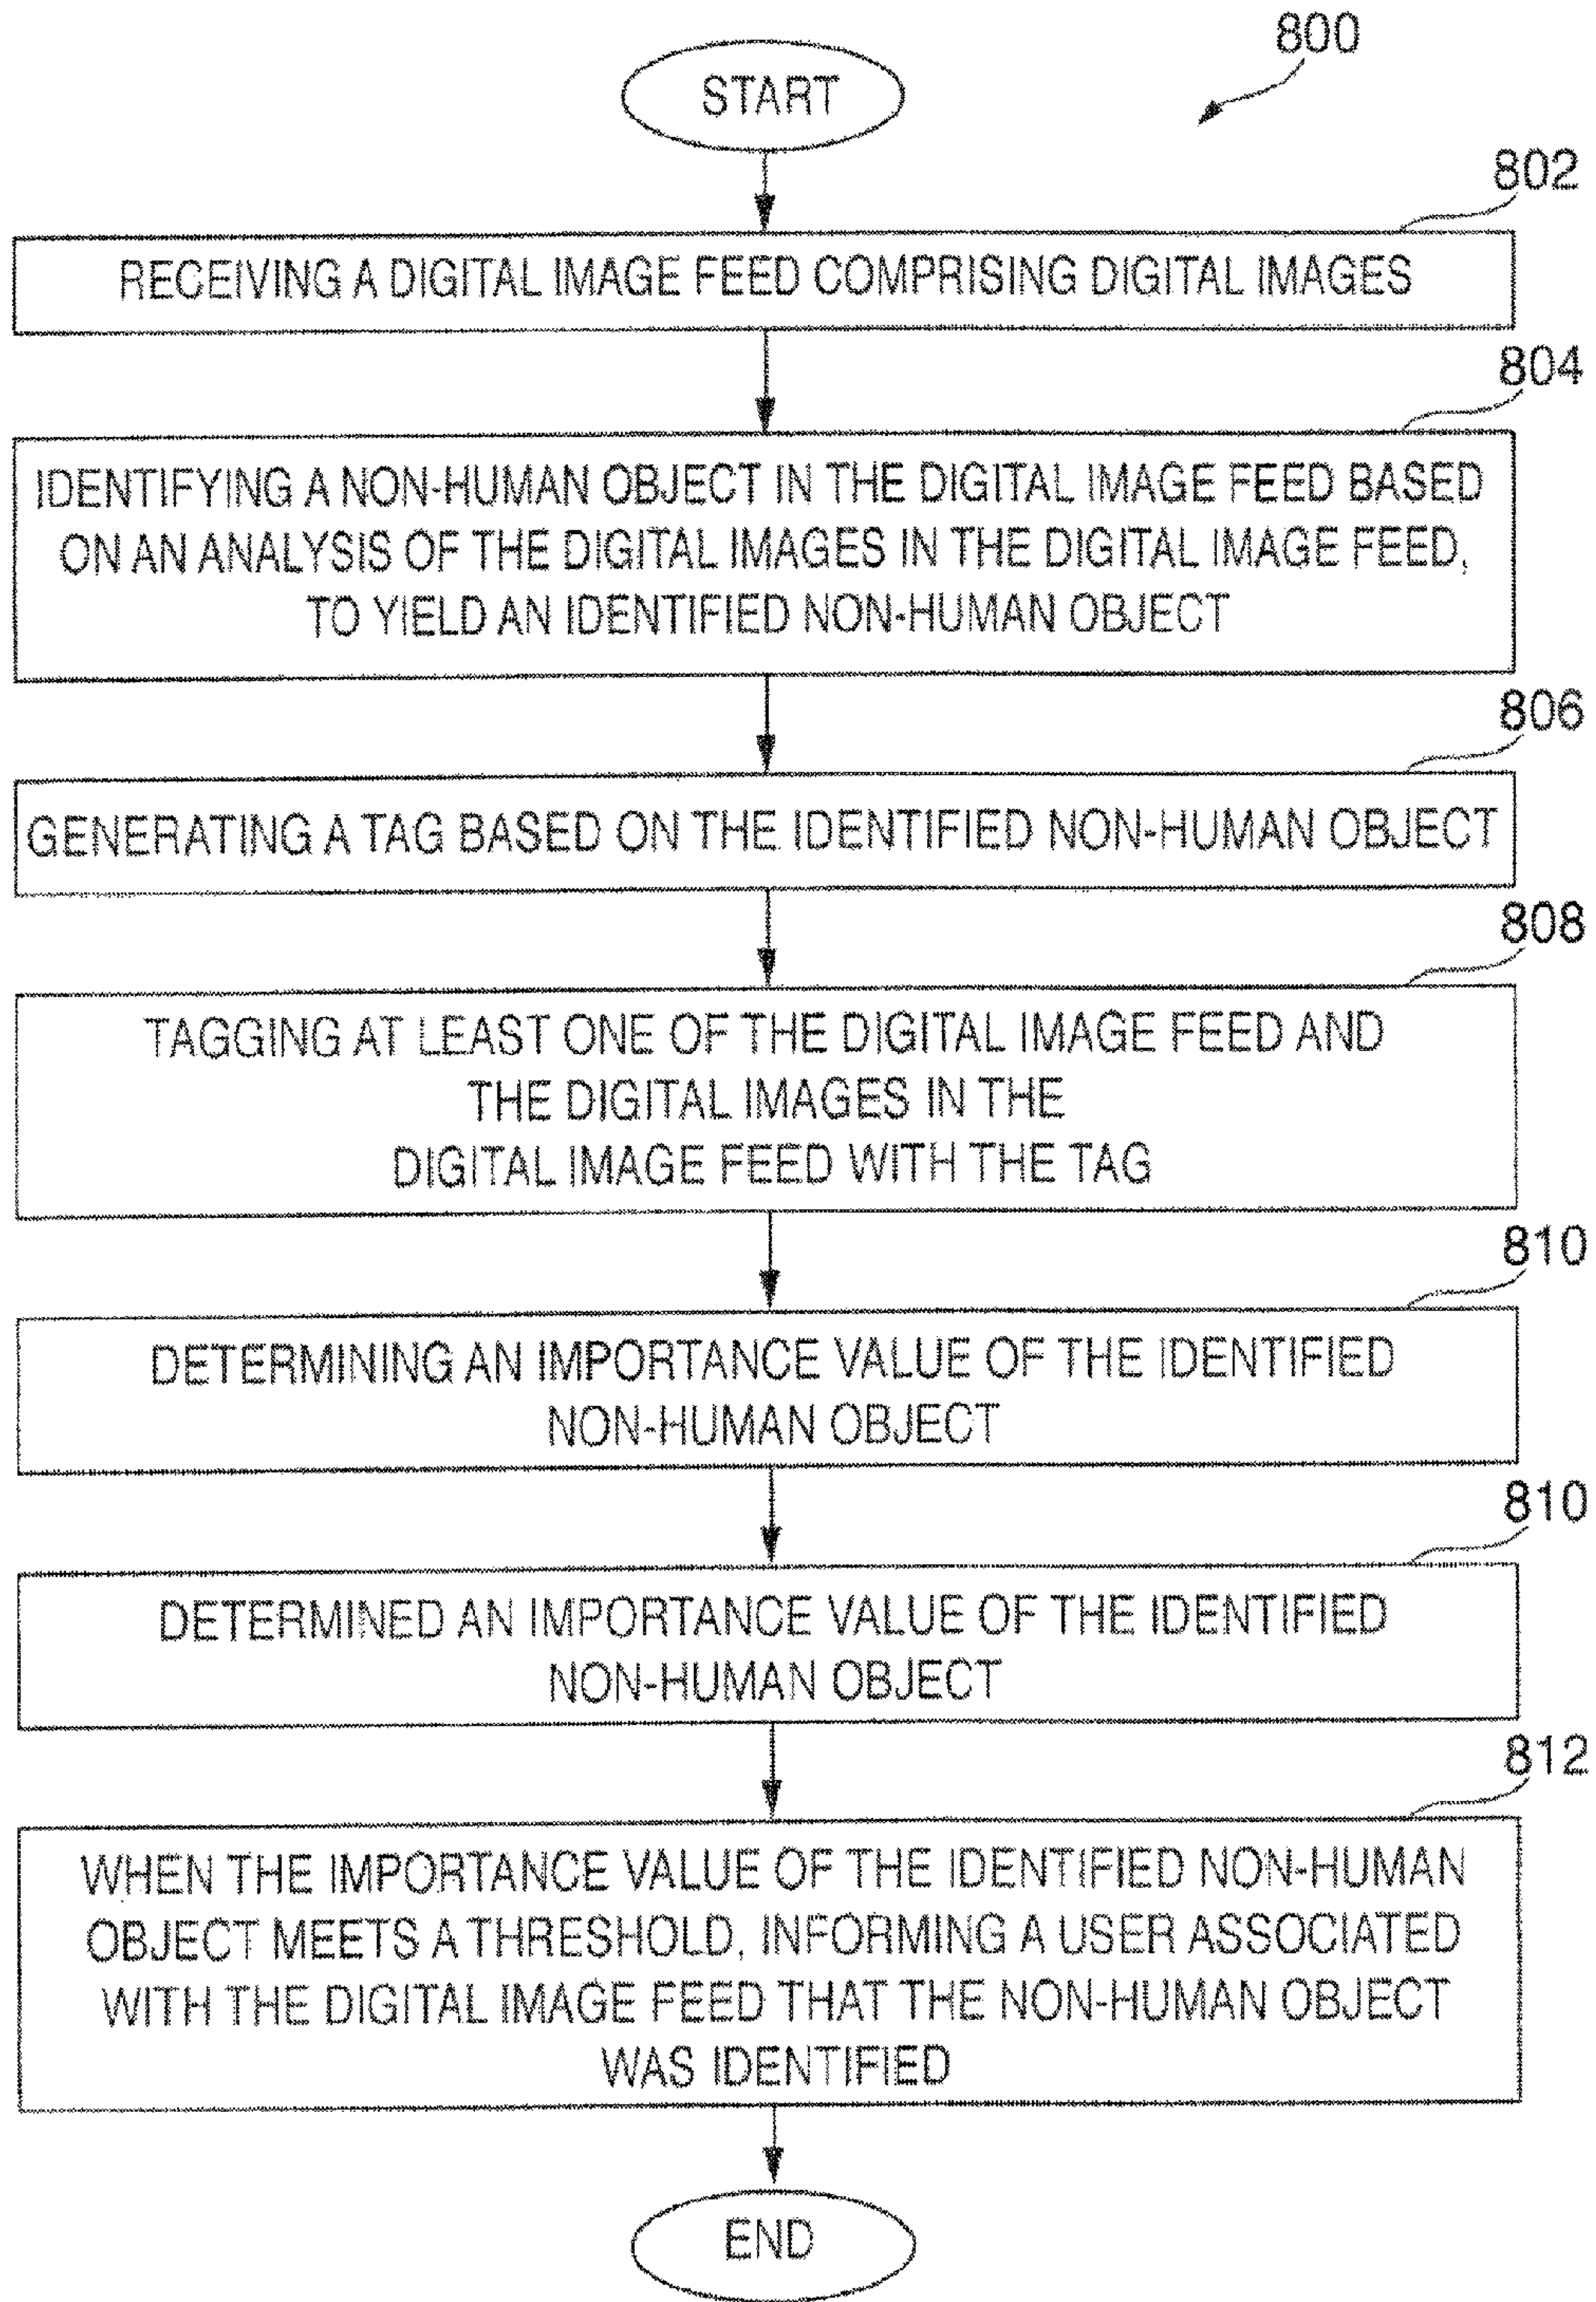 800
START
802
RECEIVING A DIGITAL IMAGE FEED COMPRISING DIGITAL IMAGES
804
IDENTIFYING A NON-HUMAN OBJECT IN THE DIGITAL IMAGE FEED BASED
ON AN ANALYSIS OF THE DIGITAL IMAGES IN THE DIGITAL IMAGE FEED,
TO YIELD AN IDENTIFIED NON-HUMAN OBJECT
806
GENERATING A TAG BASED ON THE IDENTIFIED NON-HUMAN OBJECT
808
TAGGING AT LEAST ONE OF THE DIGITAL IMAGE FEED AND
THE DIGITAL IMAGES IN THE
DIGITAL IMAGE FEED WITH THE TAG
810
DETERMINING AN IMPORTANCE VALUE OF THE IDENTIFIED
NON-HUMAN OBJECT
810
DETERMINED AN IMPORTANCE VALUE OF THE IDENTIFIED
NON-HUMAN OBJECT
812
WHEN THE IMPORTANCE VALUE OF THE IDENTIFIED NON-HUMAN
OBJECT MEETS A THRESHOLD, INFORMING A USER ASSOCIATED
WITH THE DIGITAL IMAGE FEED THAT THE NON-HUMAN OBJECT
WAS IDENTIFIED
END